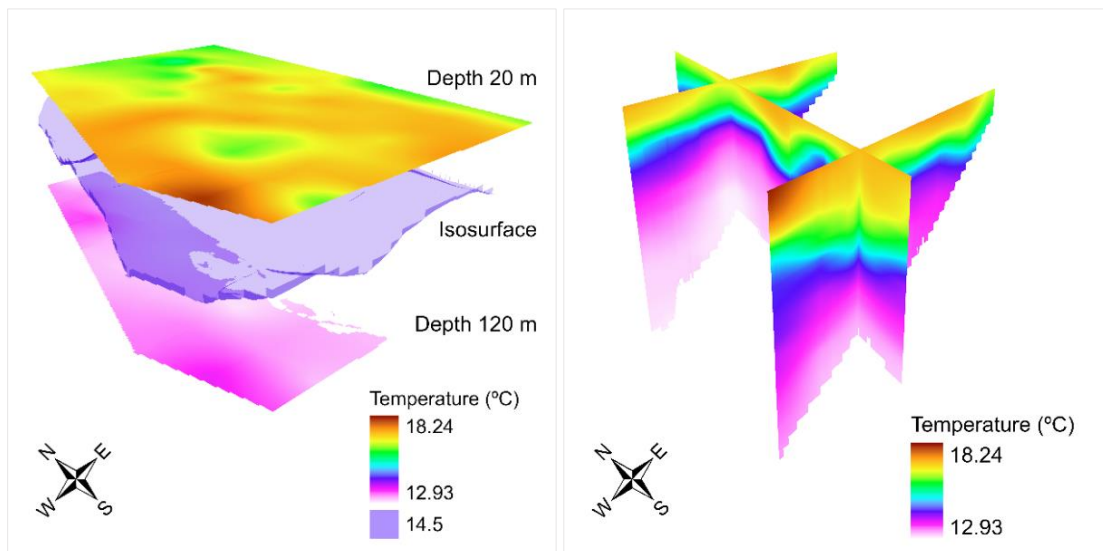 Depth 20 m
Isosurface
Depth 120 m
Temperature (ºC)
18.24
12.93
14.5
N
E
W
S
Temperature (ºC)
18.24
12.93
N
E
W
S